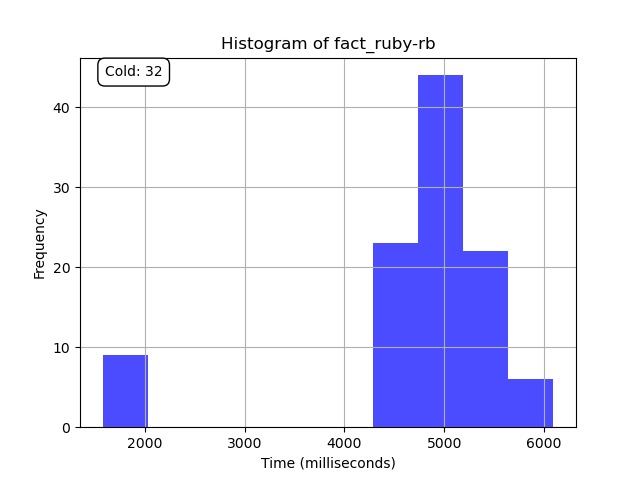 Histogram of fact_ruby-rb
Cold: 32
40
30
20
10
0
Frequency
2000 3000 4000 5000 6000
Time (milliseconds)